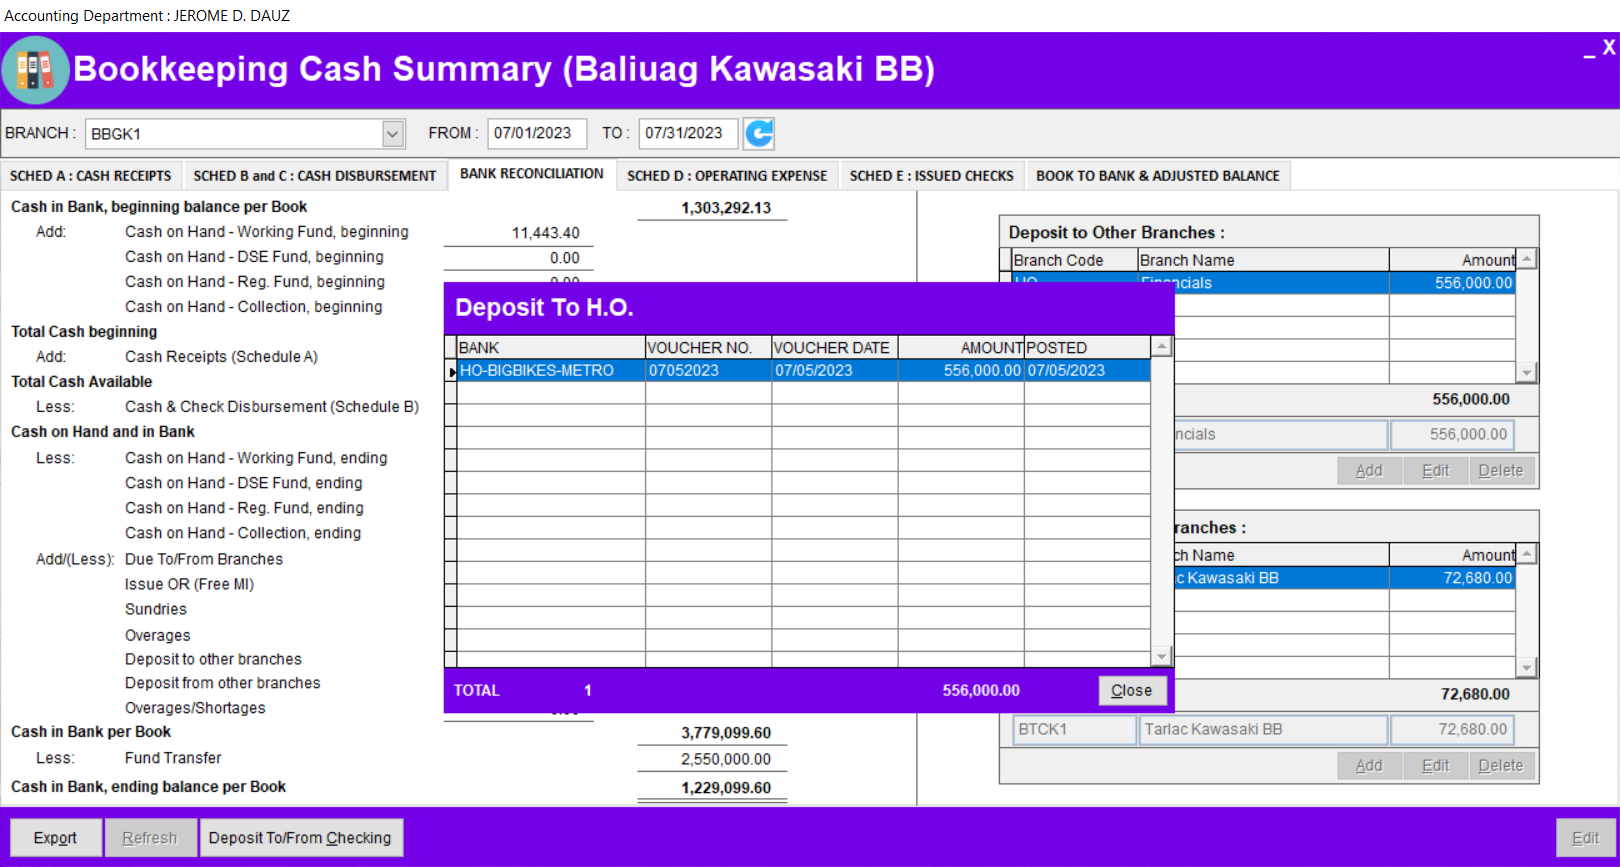 Accounting Department : JEROME D. DAUZ
Bookkeeping Cash Summary (Baliuag Kawasaki BB)
_ X
BRANCH : BBGK1 FROM : 07/01/2023 TO : 07/31/2023
SCHED A : CASH RECEIPTS SCHED B and C : CASH DISBURSEMENT BANK RECONCILIATION SCHED D : OPERATING EXPENSE SCHED E : ISSUED CHECKS BOOK TO BANK & ADJUSTED BALANCE
Cash in Bank, beginning balance per Book 1,303,292.13
Add: Cash on Hand - Working Fund, beginning 11,443.40
Cash on Hand - DSE Fund, beginning 0.00
Cash on Hand - Reg. Fund, beginning
Cash on Hand - Collection, beginning
Total Cash beginning
Add: Cash Receipts (Schedule A)
Total Cash Available
Less: Cash & Check Disbursement (Schedule B)
Cash on Hand and in Bank
Less: Cash on Hand - Working Fund, ending
Cash on Hand - DSE Fund, ending
Cash on Hand - Reg. Fund, ending
Cash on Hand - Collection, ending
Add/(Less): Due To/From Branches
Issue OR (Free MI)
Sundries
Overages
Deposit to other branches
Deposit from other branches
Overages/Shortages
Cash in Bank per Book 3,779,099.60
Less: Fund Transfer 2,550,000.00
Cash in Bank, ending balance per Book 1,229,099.60
Deposit To H.O.
BANK VOUCHER NO. VOUCHER DATE AMOUNT POSTED
HO-BIGBIKES-METRO 07052023 07/05/2023 556,000.00 07/05/2023
TOTAL 1 556,000.00 Close
Deposit to Other Branches :
Branch Code Branch Name Amount
HO Financials 556,000.00
556,000.00
ncials 556,000.00
Add Edit Delete
ranches :
ch Name Amount
ac Kawasaki BB 72,680.00
72,680.00
BTCK1 Tarlac Kawasaki BB 72,680.00
Add Edit Delete
Export Refresh Deposit To/From Checking Edit